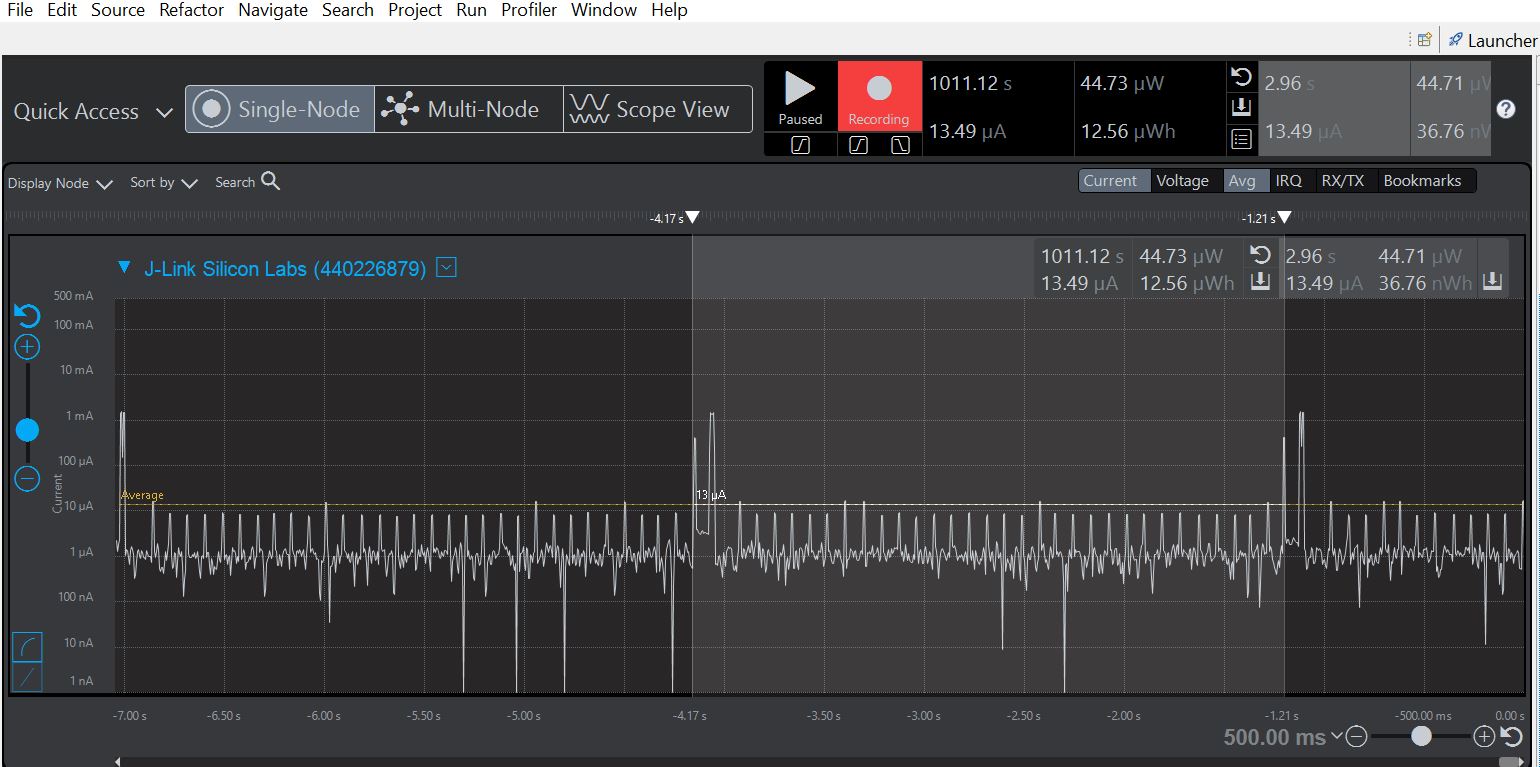 File Edit Source Refactor Navigate Search Project Run Profiler Window Help
Launcher
Quick Access Single-Node Multi-Node Scope View Paused Recording 1011.12 s 44.73 µW 2.96 s 44.71 µW
13.49 µA 12.56 µWh 13.49 µA 36.76 nW
Display Node Sort by Search Current Voltage Avg IRQ RX/TX Bookmarks
-4.17 s -1.21 s
J-Link Silicon Labs (440226879) 1011.12 s 44.73 µW 2.96 s 44.71 µW
13.49 µA 12.56 µWh 13.49 µA 36.76 nWh
500 mA
100 mA
10 mA
1 mA
100 µA
Average 13 µA
10 µA
1 µA
100 nA
10 nA
1 nA
Current
-7.00 s -6.50 s -6.00 s -5.50 s -5.00 s -4.17 s -3.50 s -3.00 s -2.50 s -2.00 s -1.21 s -500.00 ms 0.00 s
500.00 ms